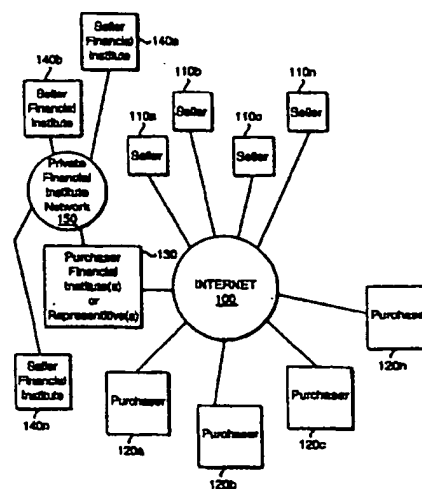 140a
Seller
Financial
Institute
140b
Seller
Financial
Institute
110b
110n
Seller
Seller
110a
110c
Seller
Seller
Private
Financial
Institute
Network
150
130
Purchaser
Financial
Institute(s)
or
Representitive(s)
INTERNET
100
Seller
Financial
Institute
140n
Purchaser
120n
Purchaser
120a
Purchaser
120b
Purchaser
120c